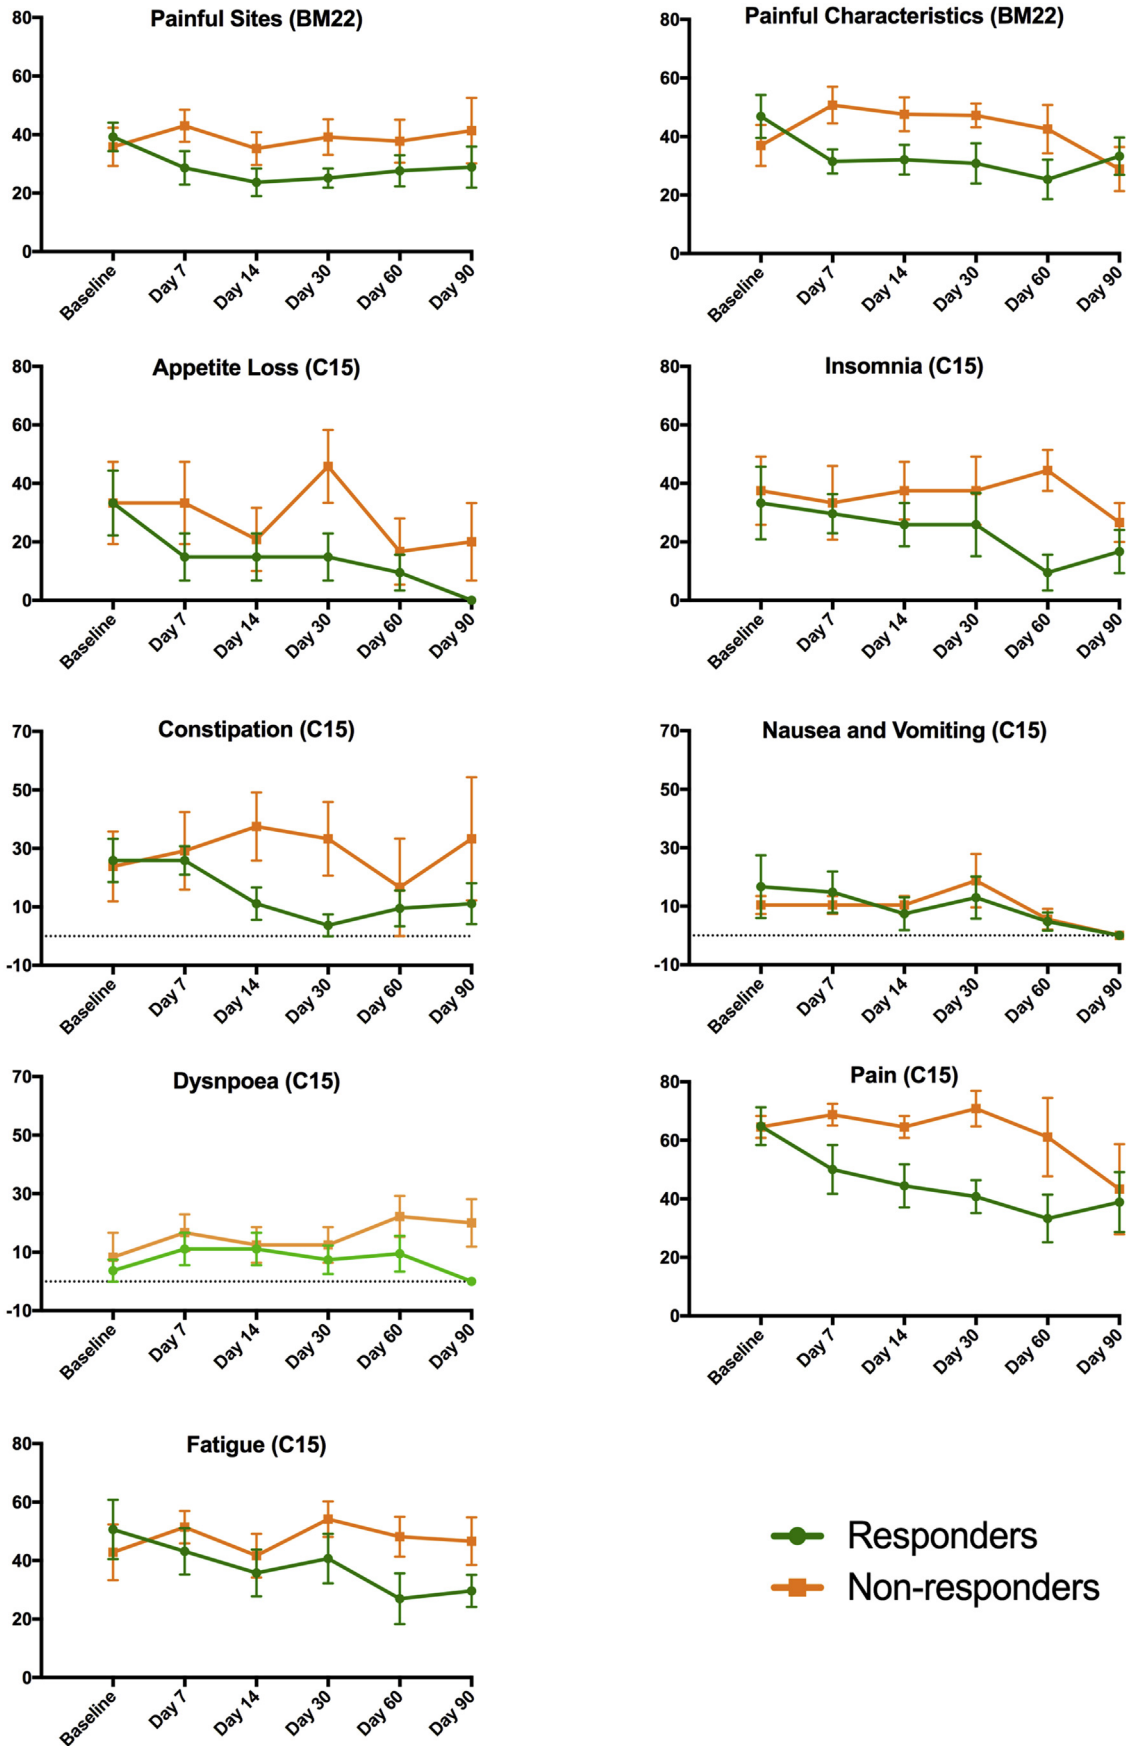 Painful Sites (BM22)
80
60
40
20
0
Baseline
Day 7
Day 14
Day 30
Day 60
Day 90
Painful Characteristics (BM22)
80
60
40
20
0
Baseline
Day 7
Day 14
Day 30
Day 60
Day 90
Appetite Loss (C15)
80
60
40
20
0
Baseline
Day 7
Day 14
Day 30
Day 60
Day 90
Insomnia (C15)
80
60
40
20
0
Baseline
Day 7
Day 14
Day 30
Day 60
Day 90
Constipation (C15)
70
50
30
10
-10
Baseline
Day 7
Day 14
Day 30
Day 60
Day 90
Nausea and Vomiting (C15)
70
50
30
10
-10
Baseline
Day 7
Day 14
Day 30
Day 60
Day 90
Dysnpoea (C15)
70
50
30
10
-10
Baseline
Day 7
Day 14
Day 30
Day 60
Day 90
Pain (C15)
80
60
40
20
0
Baseline
Day 7
Day 14
Day 30
Day 60
Day 90
Fatigue (C15)
80
60
40
20
0
Baseline
Day 7
Day 14
Day 30
Day 60
Day 90
Responders
Non-responders